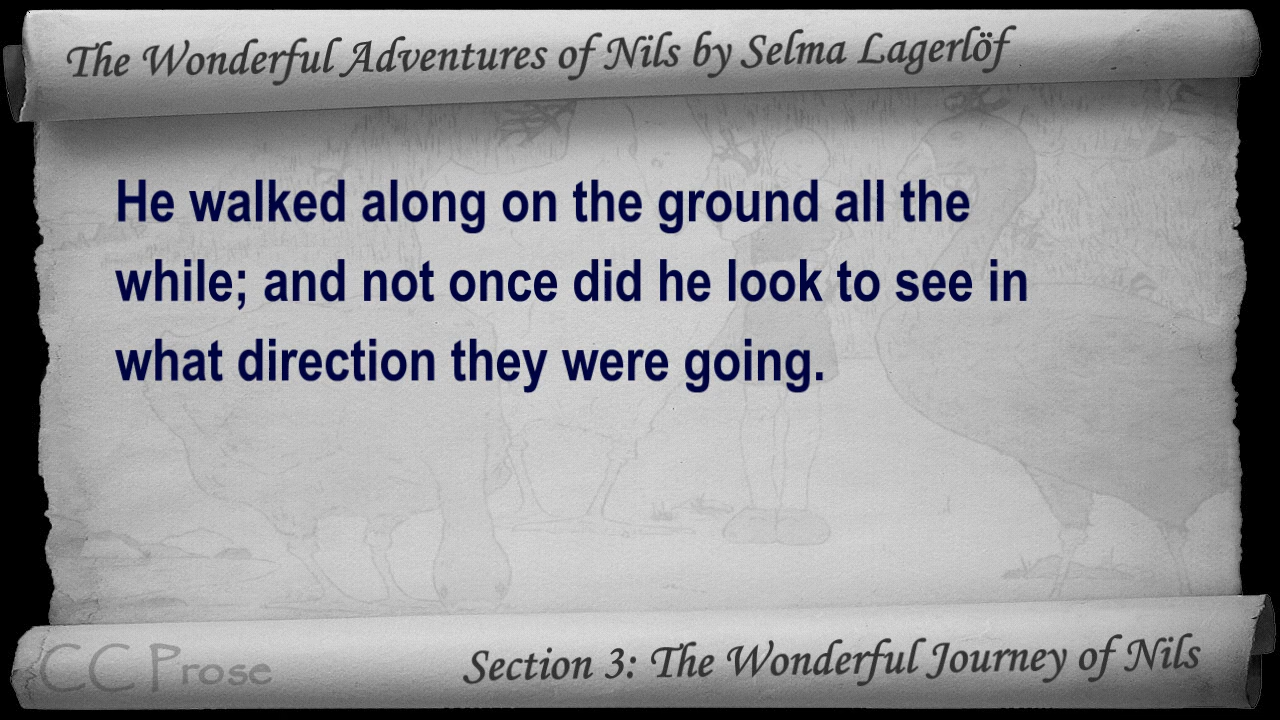 The Wonderful Adventures of Nils by Selma Lagerlöf
He walked along on the ground all the
while; and not once did he look to see in
what direction they were going.
CC Prose
Section 3: The Wonderful Journey of Nils